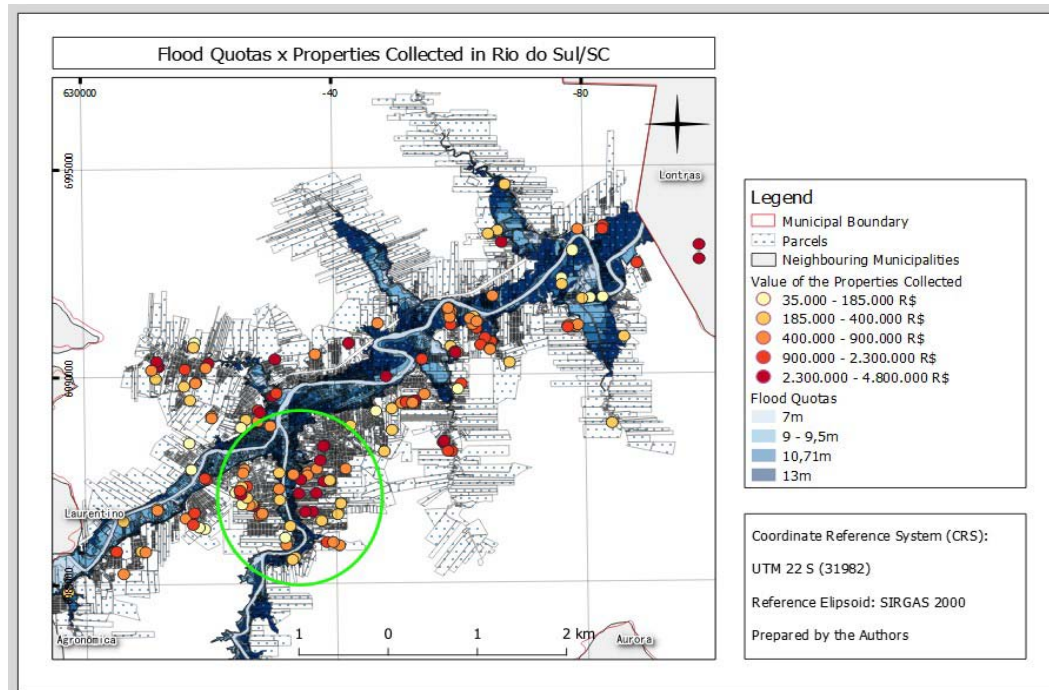 Flood Quotas x Properties Collected in Rio do Sul/SC
630000
-40
-80
695000
Lontras
609000
Laurentino
Agronômica
Aurora
1 0 1 2 km
Legend
Municipal Boundary
Parcels
Neighbouring Municipalities
Value of the Properties Collected
35.000 - 185.000 R$
185.000 - 400.000 R$
400.000 - 900.000 R$
900.000 - 2.300.000 R$
2.300.000 - 4.800.000 R$
Flood Quotas
7m
9 - 9,5m
10,71m
13m
Coordinate Reference System (CRS):
UTM 22 S (31982)
Reference Elipsoid: SIRGAS 2000
Prepared by the Authors